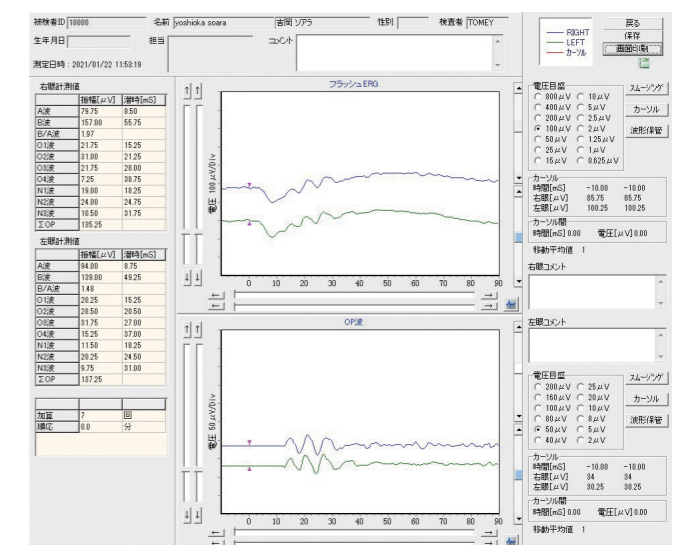 被検者ID 10000 名前 yoshioka soara 吉岡 ソアラ 性別 検査者 TOMEY
生年月日 担当 コメント
測定日時：2021/01/22 11:53:19
RIGHT
LEFT
カーソル
戻る
保存
画面印刷
右眼計測値
振幅[μV] 潜時[mS]
A波 79.75 8.50
B波 157.00 55.75
B/A波 1.97
O1波 21.75 15.25
O2波 31.00 21.25
O3波 21.75 28.00
O4波 7.25 38.75
N1波 19.00 18.25
N2波 24.00 24.75
N3波 10.50 31.75
ΣOP 135.25
左眼計測値
振幅[μV] 潜時[mS]
A波 94.00 8.75
B波 139.00 49.25
B/A波 1.48
O1波 20.25 15.25
O2波 28.50 20.50
O3波 31.75 27.00
O4波 15.25 37.00
N1波 11.50 18.25
N2波 20.25 24.50
N3波 9.75 31.00
ΣOP 137.25
加算 7 回
順応 0.0 分
フラッシュERG
電圧 100 μV/Div
0 10 20 30 40 50 60 70 80 90
OP波
電圧 50 μV/Div
0 10 20 30 40 50 60 70 80 90
電圧目盛
800μV 10μV
400μV 5μV
200μV 2.5μV
100μV 2μV
50μV 1.25μV
25μV 1μV
15μV 0.625μV
スムージング
カーソル
波形保管
カーソル
時間[mS] -10.00 -10.00
右眼[μV] 85.75 85.75
左眼[μV] 100.25 100.25
カーソル間
時間[mS] 0.00 電圧[μV] 0.00
移動平均値 1
右眼コメント
左眼コメント
電圧目盛
200μV 25μV
160μV 20μV
100μV 10μV
80μV 8μV
50μV 5μV
40μV 2μV
スムージング
カーソル
波形保管
カーソル
時間[mS] -10.00 -10.00
右眼[μV] 34 34
左眼[μV] 30.25 30.25
カーソル間
時間[mS] 0.00 電圧[μV] 0.00
移動平均値 1